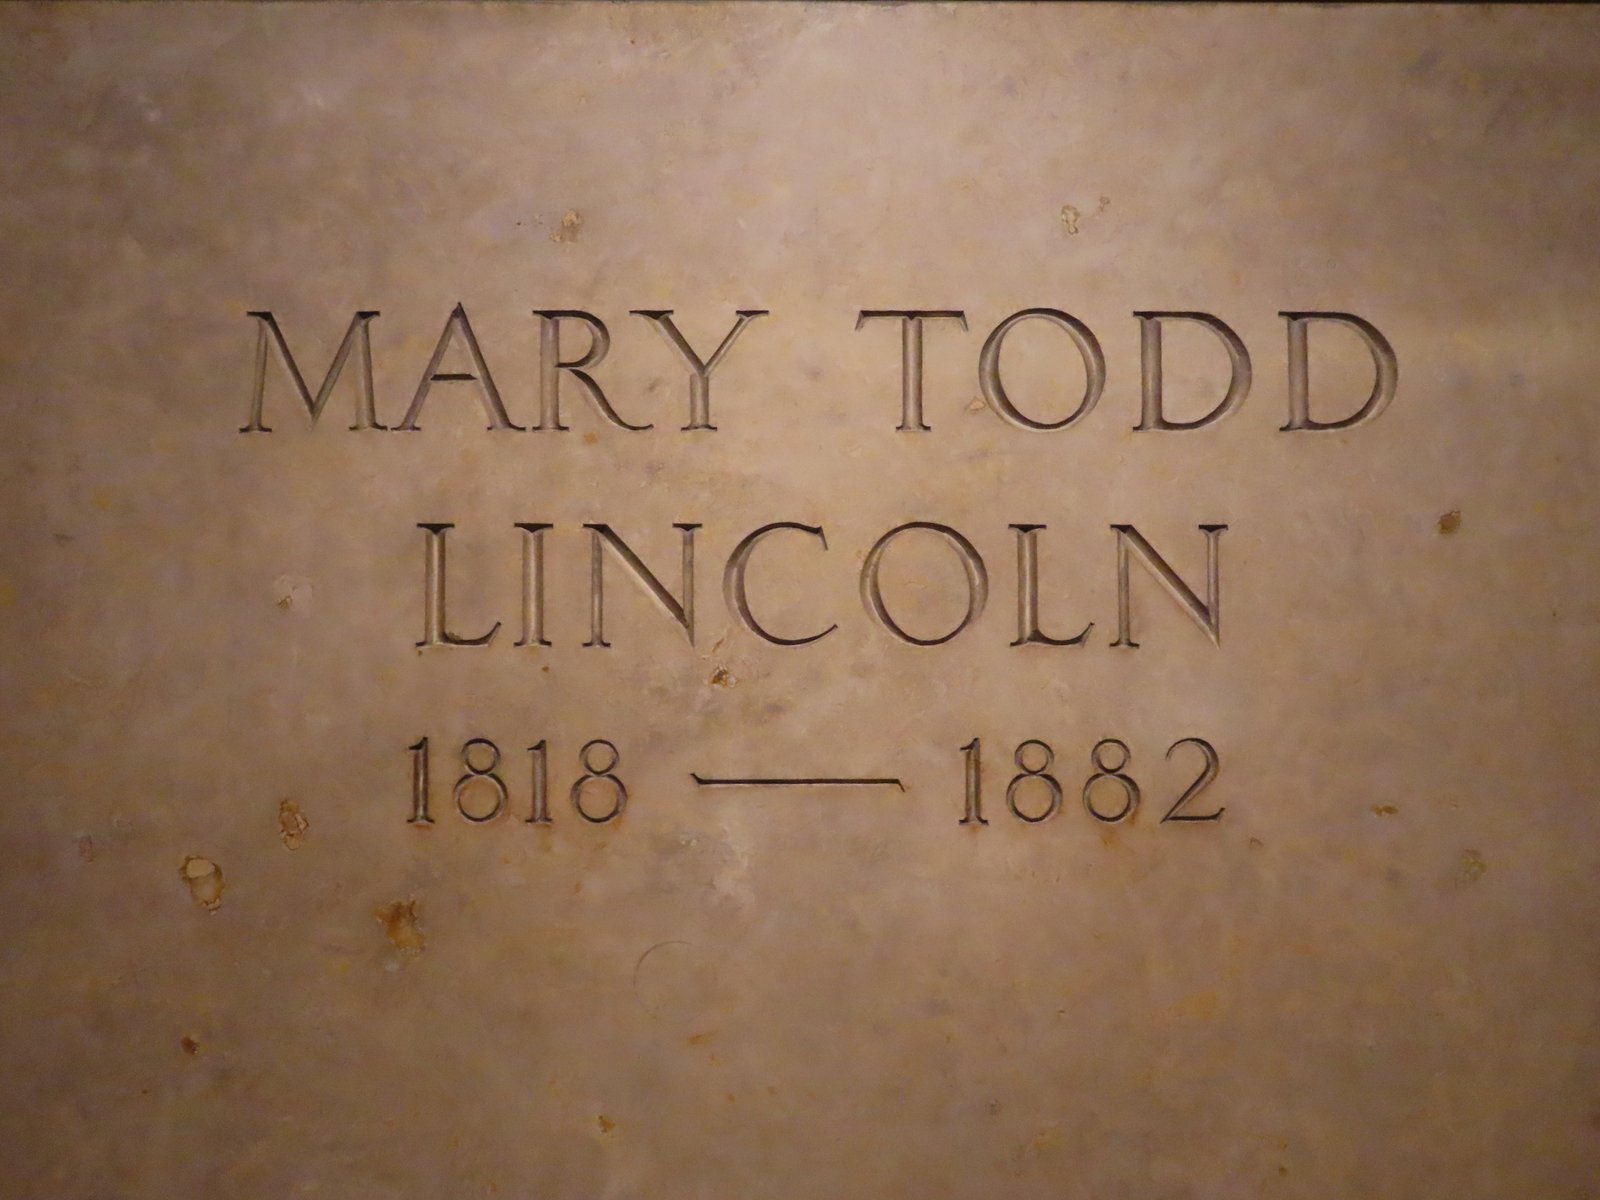 MARY TODD
LINCOLN
1818 — 1882